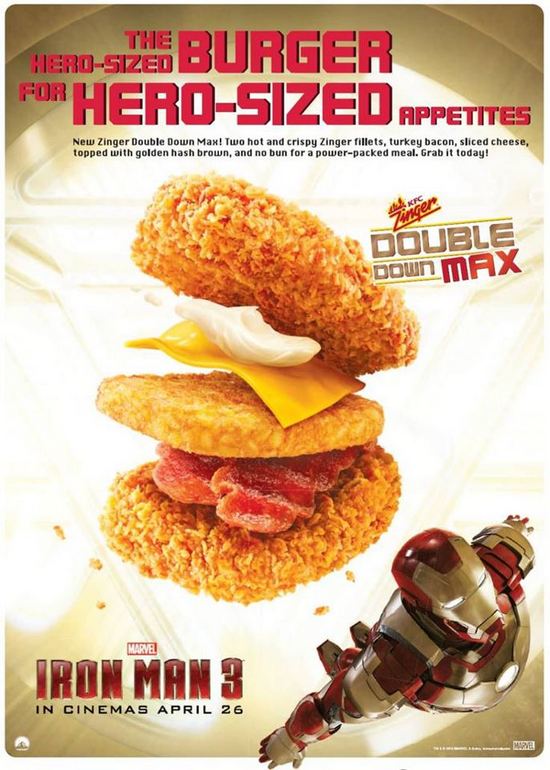 THE
HERO-SIZED BURGER
FOR HERO-SIZED APPETITES
New Zinger Double Down Max! Two hot and crispy Zinger fillets, turkey bacon, sliced cheese,
topped with golden hash brown, and no bun for a power-packed meal. Grab it today!
KFC
Zinger
DOUBLE
DOWN MAX
MARVEL
IRON MAN 3
IN CINEMAS APRIL 26
MARVEL